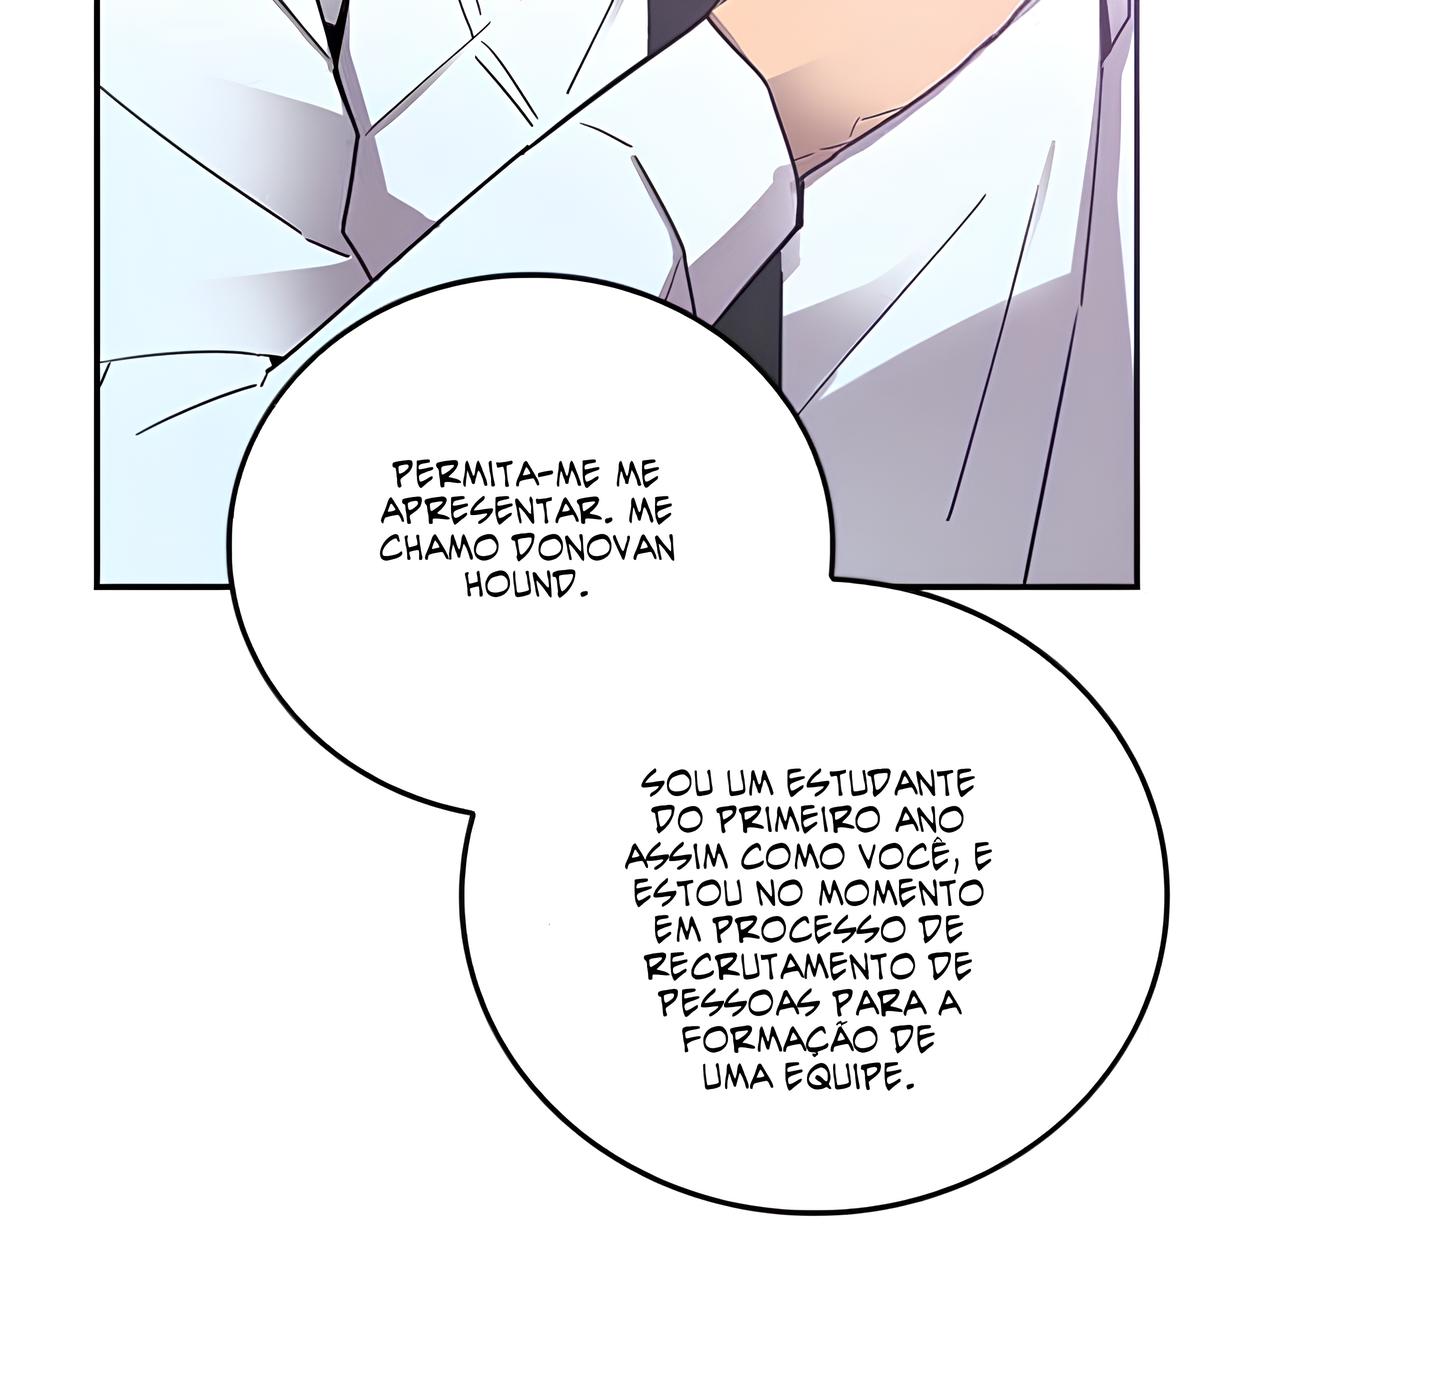 PERMITA-ME ME
APRESENTAR. ME
CHAMO DONOVAN
HOUND.
SOU UM ESTUDANTE
DO PRIMEIRO ANO
ASSIM COMO VOCÊ, E
ESTOU NO MOMENTO
EM PROCESSO DE
RECRUTAMENTO DE
PESSOAS PARA A
FORMAÇÃO DE
UMA EQUIPE.